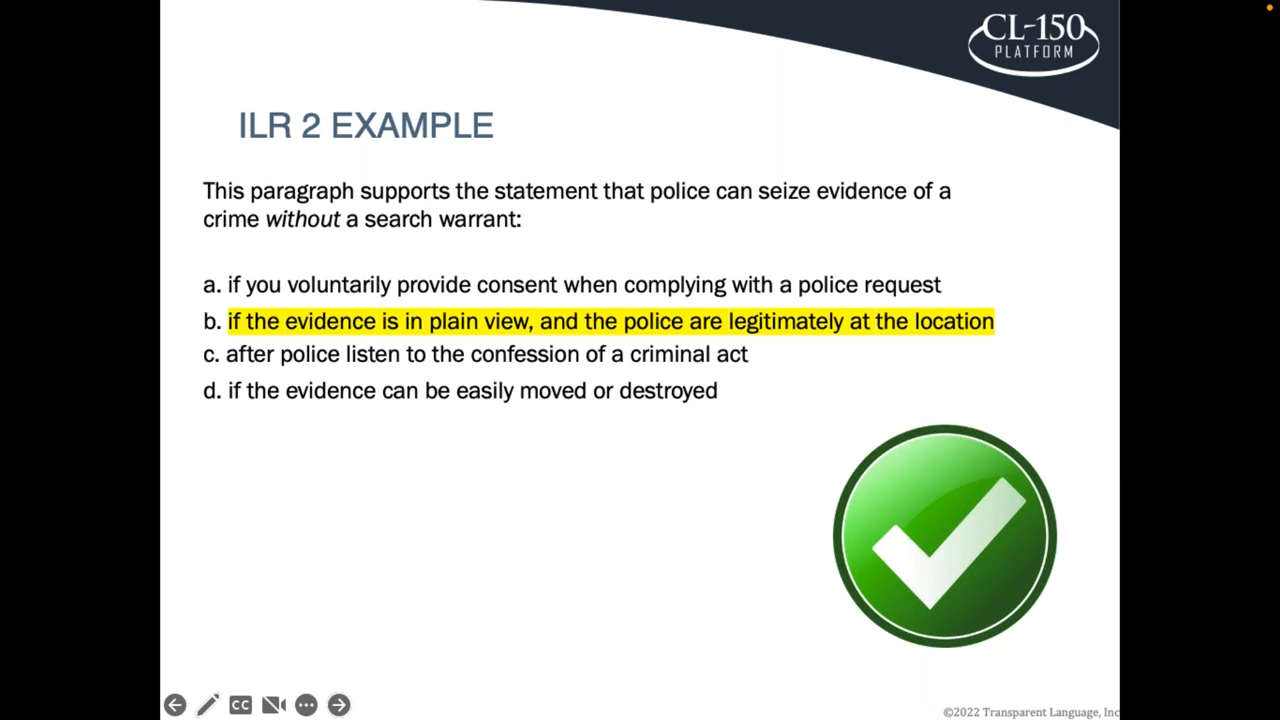 CL-150
PLATFORM
ILR 2 EXAMPLE
This paragraph supports the statement that police can seize evidence of a
crime without a search warrant:
a. if you voluntarily provide consent when complying with a police request
b. if the evidence is in plain view, and the police are legitimately at the location
c. after police listen to the confession of a criminal act
d. if the evidence can be easily moved or destroyed
CC
©2022 Transparent Language, Inc